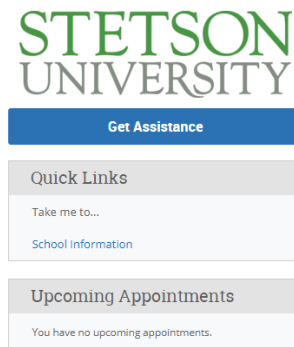 STETSON
UNIVERSITY
Get Assistance
Quick Links
Take me to...
School Information
Upcoming Appointments
You have no upcoming appointments.